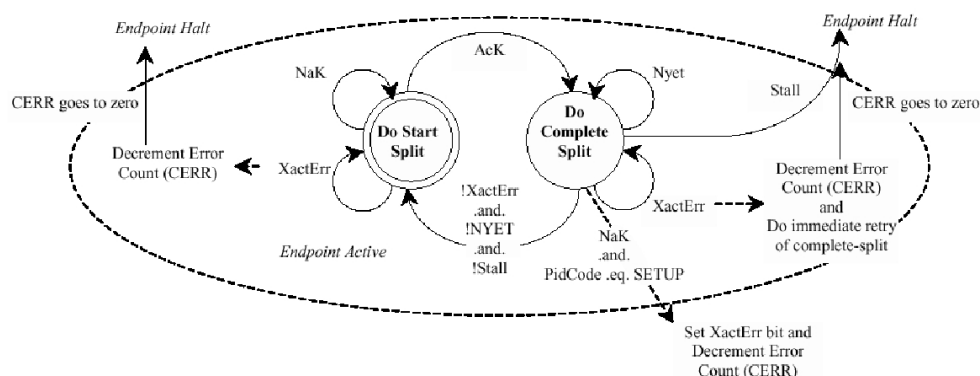 Endpoint Halt
Endpoint Halt
AcK
NaK
Nyet
Stall
CERR goes to zero
CERR goes to zero
Do Start
Split
Do
Complete
Split
Decrement Error
Count (CERR)
XactErr
!XactErr
.and.
!NYET
.and.
!Stall
XactErr
Decrement Error
Count (CERR)
and
Do immediate retry
of complete-split
Endpoint Active
NaK
.and.
PidCode .eq. SETUP
Set XactErr bit and
Decrement Error
Count (CERR)